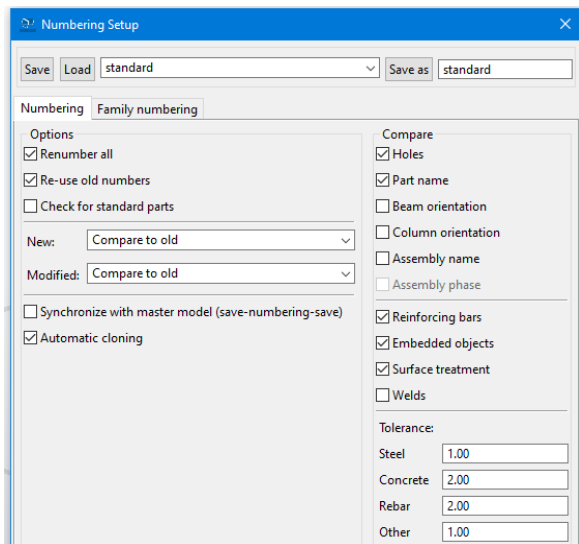 Numbering Setup
Save Load standard Save as standard
Numbering Family numbering
Options
Renumber all
Re-use old numbers
Check for standard parts
New: Compare to old
Modified: Compare to old
Synchronize with master model (save-numbering-save)
Automatic cloning
Compare
Holes
Part name
Beam orientation
Column orientation
Assembly name
Assembly phase
Reinforcing bars
Embedded objects
Surface treatment
Welds
Tolerance:
Steel 1.00
Concrete 2.00
Rebar 2.00
Other 1.00